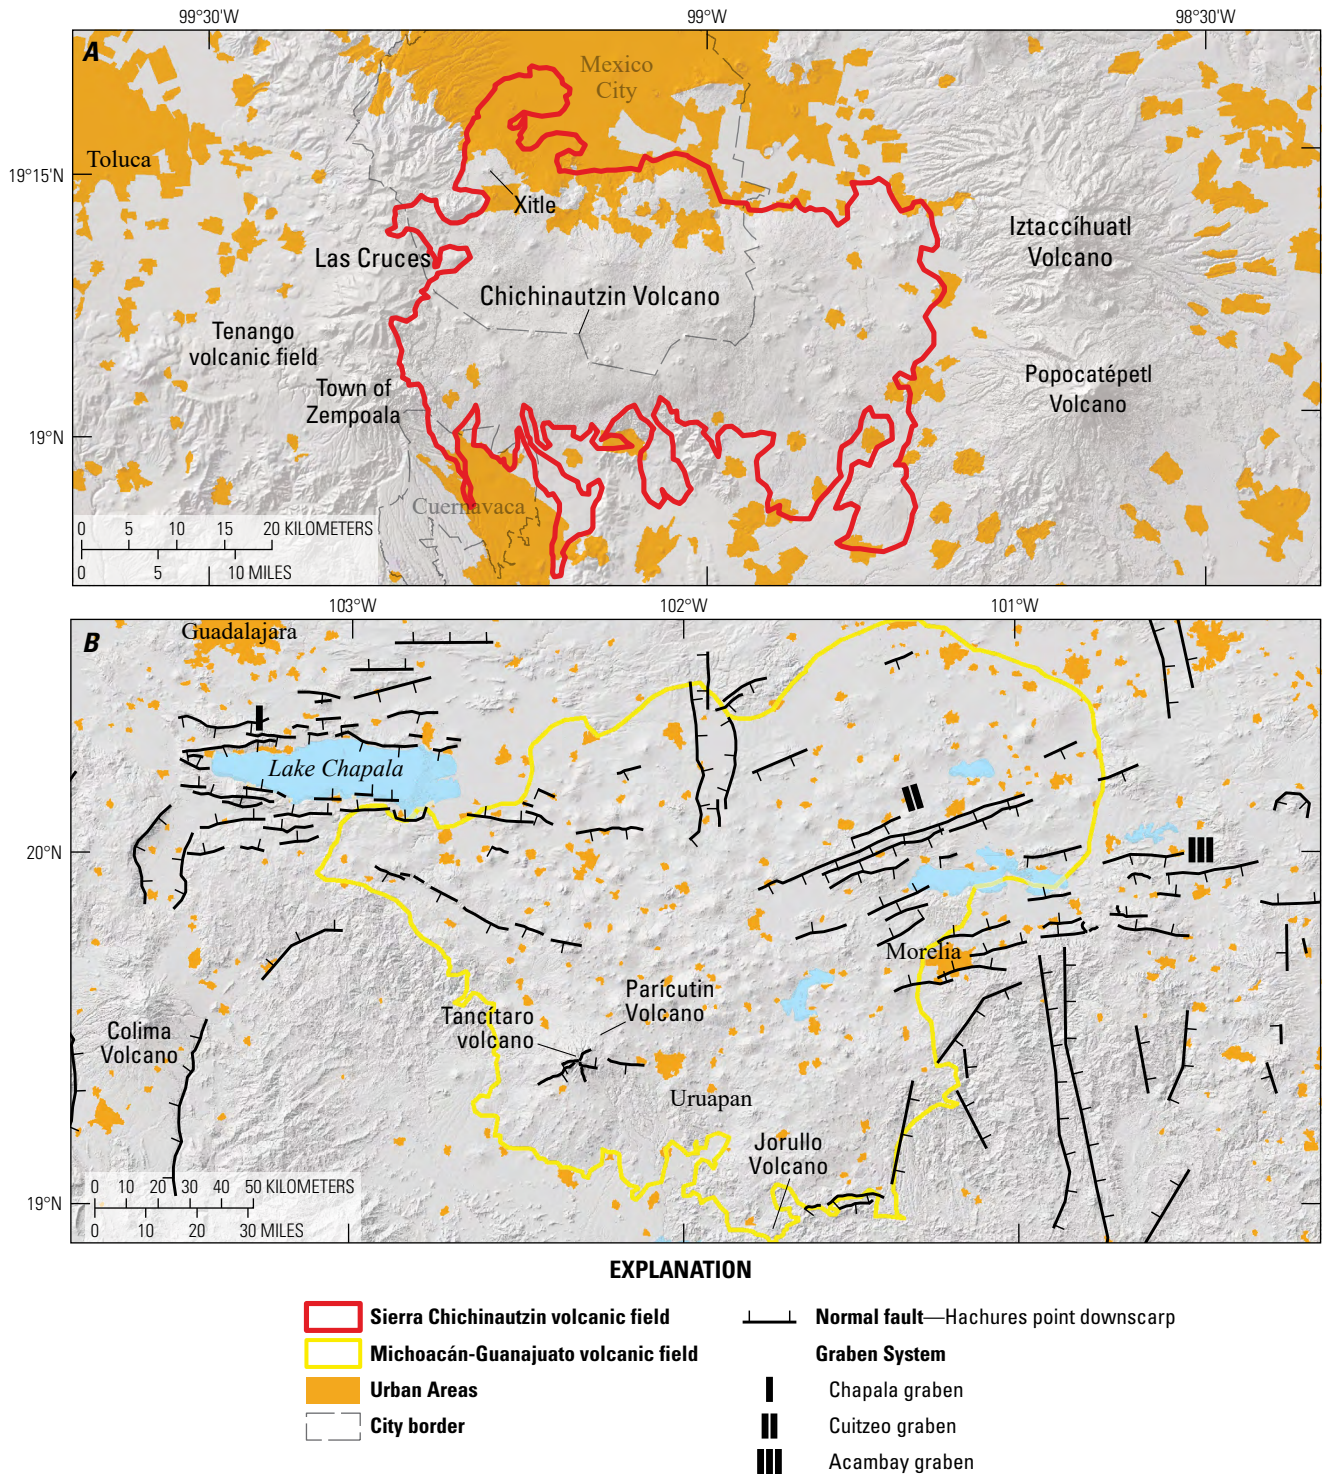 99°30'W
99°W
98°30'W
A
Mexico
City
Toluca
19°15'N
Xitle
Iztaccíhuatl
Volcano
Las Cruces
Chichinautzin Volcano
Tenango
volcanic field
Town of
Zempoala
Popocatépetl
Volcano
19°N
Cuernavaca
0 5 10 15 20 KILOMETERS
0 5 10 MILES
103°W
102°W
101°W
B
Guadalajara
Lake Chapala
20°N
Morelia
Parícutin
Volcano
Tancítaro
volcano
Colima
Volcano
Uruapan
Jorullo
Volcano
0 10 20 30 40 50 KILOMETERS
19°N
0 10 20 30 MILES
EXPLANATION
Sierra Chichinautzin volcanic field
Michoacán-Guanajuato volcanic field
Urban Areas
City border
Normal fault—Hachures point downscarp
Graben System
Chapala graben
Cuitzeo graben
Acambay graben